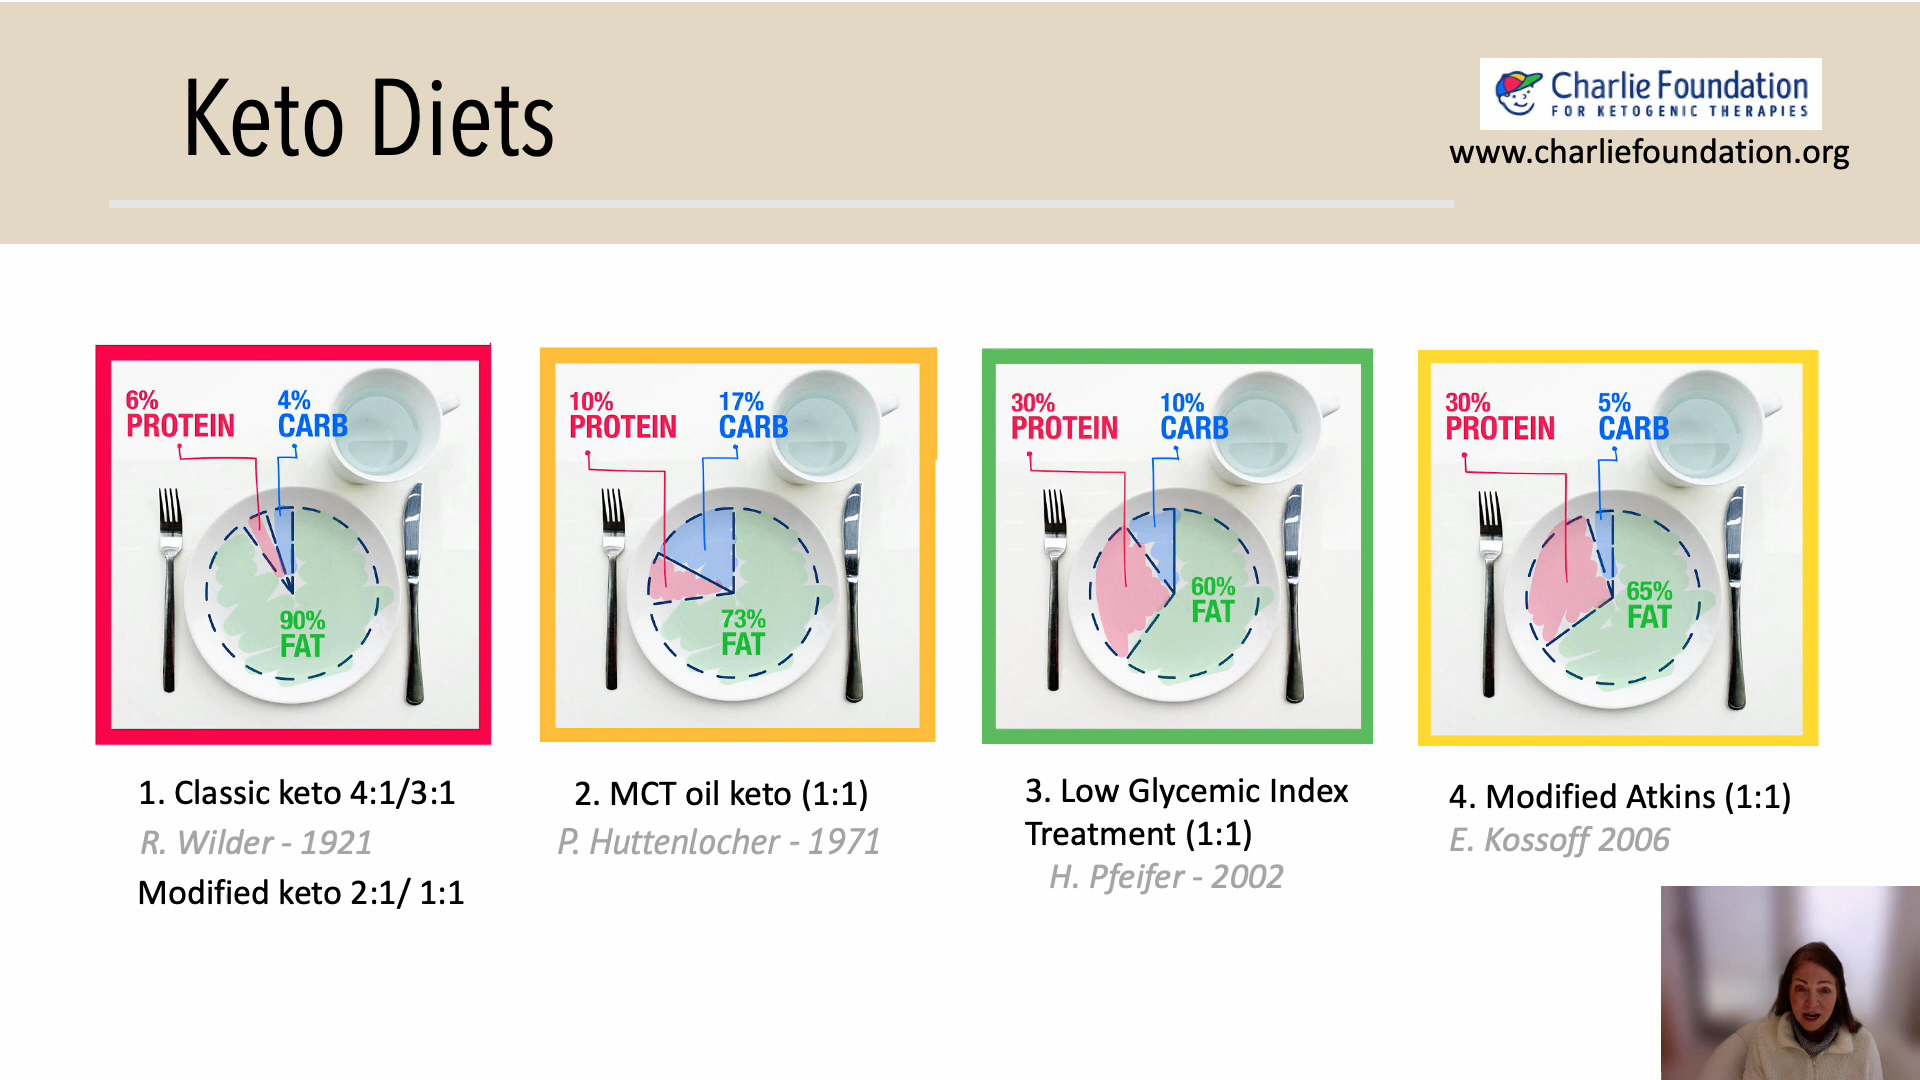 Keto Diets
Charlie Foundation
FOR KETOGENIC THERAPIES
www.charliefoundation.org
6%
PROTEIN
4%
CARB
90%
FAT
10%
PROTEIN
17%
CARB
73%
FAT
30%
PROTEIN
10%
CARB
60%
FAT
30%
PROTEIN
5%
CARB
65%
FAT
1. Classic keto 4:1/3:1
R. Wilder - 1921
Modified keto 2:1/ 1:1
2. MCT oil keto (1:1)
P. Huttenlocher - 1971
3. Low Glycemic Index
Treatment (1:1)
H. Pfeifer - 2002
4. Modified Atkins (1:1)
E. Kossoff 2006